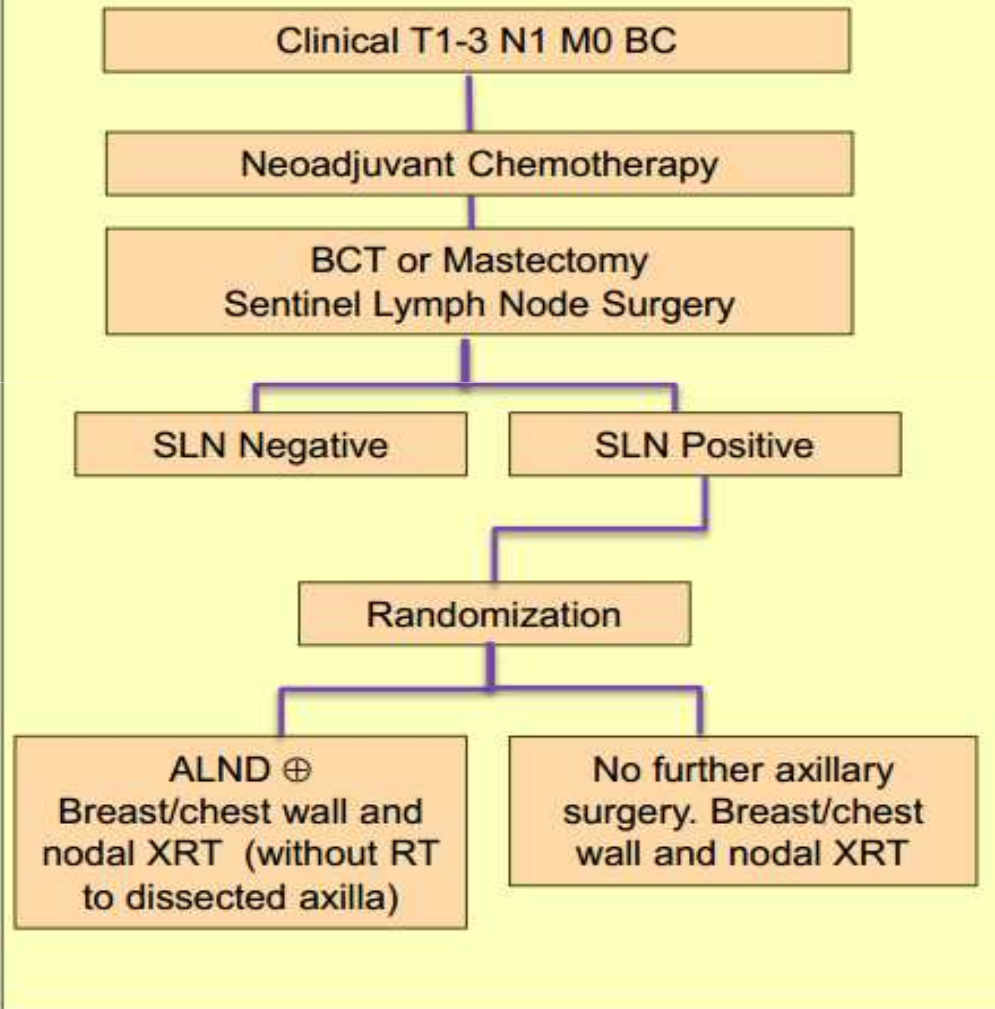 Clinical T1-3 N1 M0 BC
Neoadjuvant Chemotherapy
BCT or Mastectomy
Sentinel Lymph Node Surgery
SLN Negative
SLN Positive
Randomization
ALND ⊕
Breast/chest wall and
nodal XRT (without RT
to dissected axilla)
No further axillary
surgery. Breast/chest
wall and nodal XRT